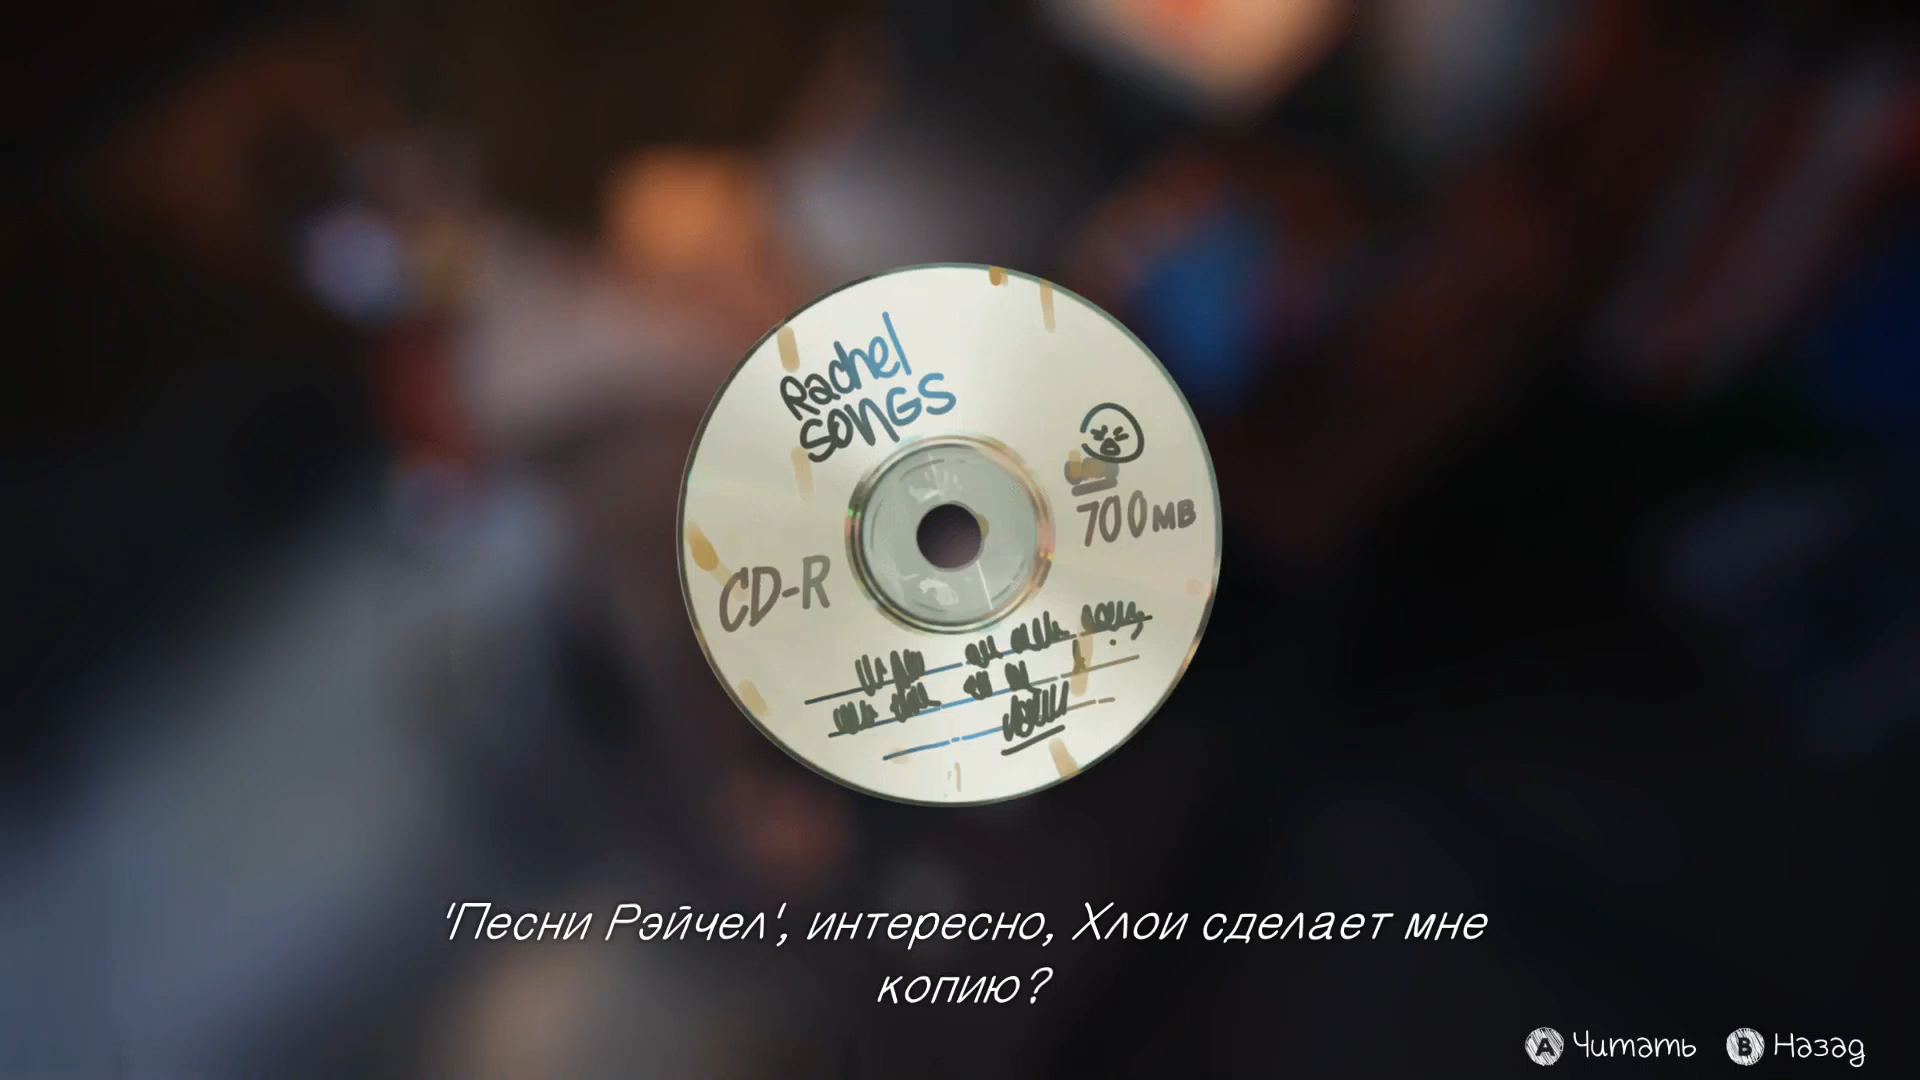 Rachel
SONGS
700MB
CD-R
'Песни Рэйчел', интересно, Хлои сделает мне
копию?
A Читать B Назад